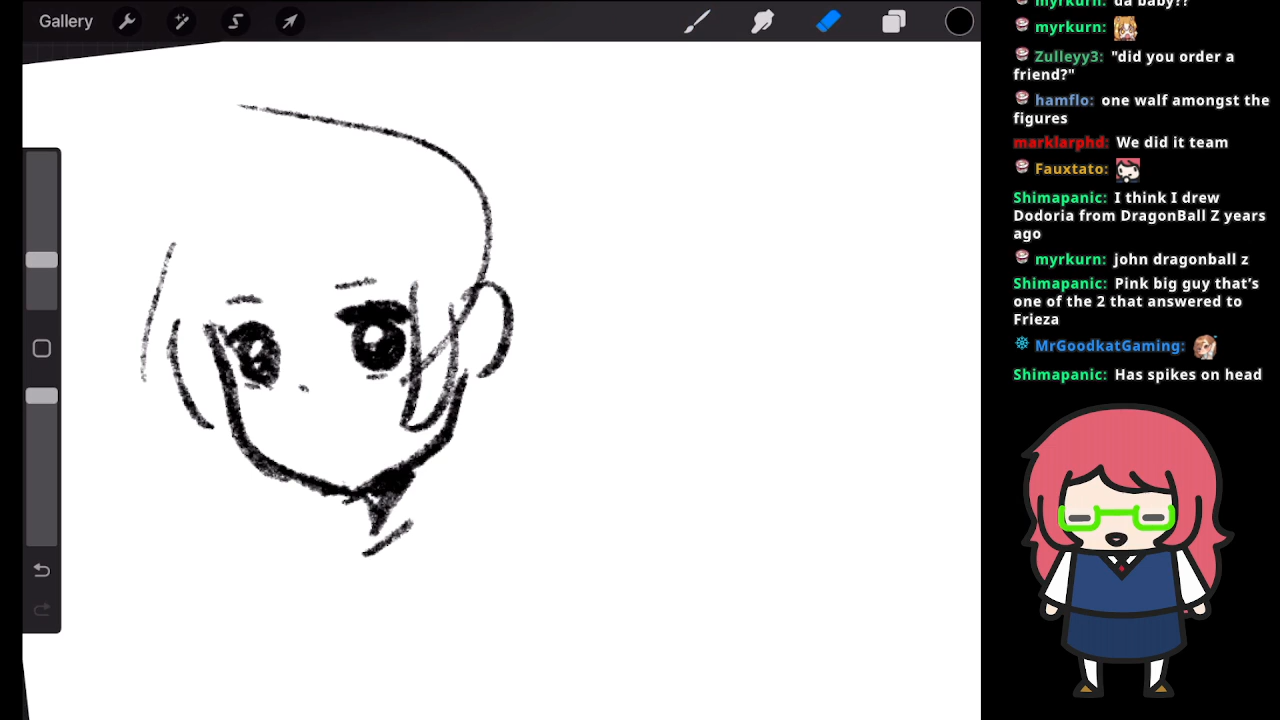 Gallery
myrkurn: da baby??
myrkurn:
Zulleyy3: "did you order a
friend?"
hamflo: one walf amongst the
figures
marklarphd: We did it team
Fauxtato:
Shimapanic: I think I drew
Dodoria from DragonBall Z years
ago
myrkurn: john dragonball z
Shimapanic: Pink big guy that's
one of the 2 that answered to
Frieza
MrGoodkatGaming:
Shimapanic: Has spikes on head